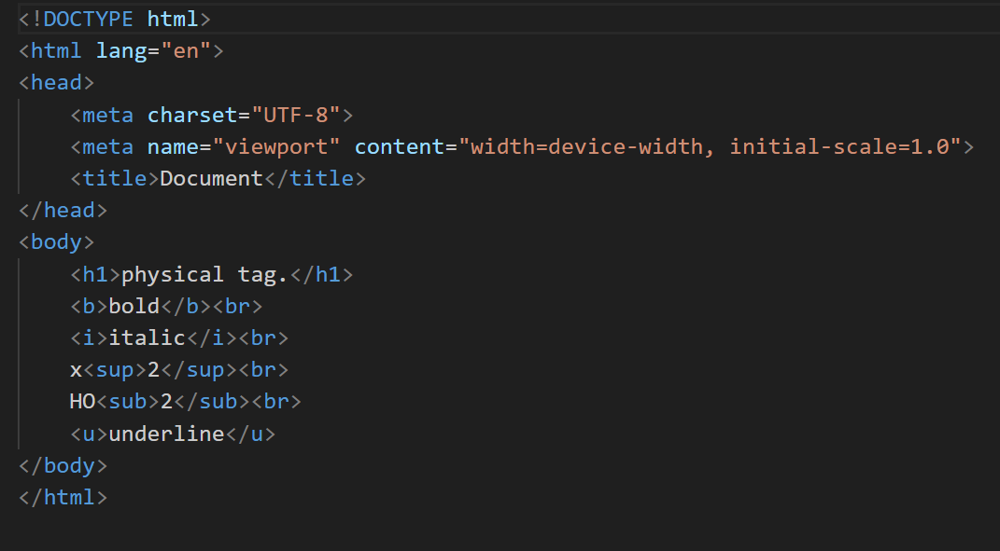 <!DOCTYPE html>
<html lang="en">
<head>
    <meta charset="UTF-8">
    <meta name="viewport" content="width=device-width, initial-scale=1.0">
    <title>Document</title>
</head>
<body>
    <h1>physical tag.</h1>
    <b>bold</b><br>
    <i>italic</i><br>
    x<sup>2</sup><br>
    HO<sub>2</sub><br>
    <u>underline</u>
</body>
</html>